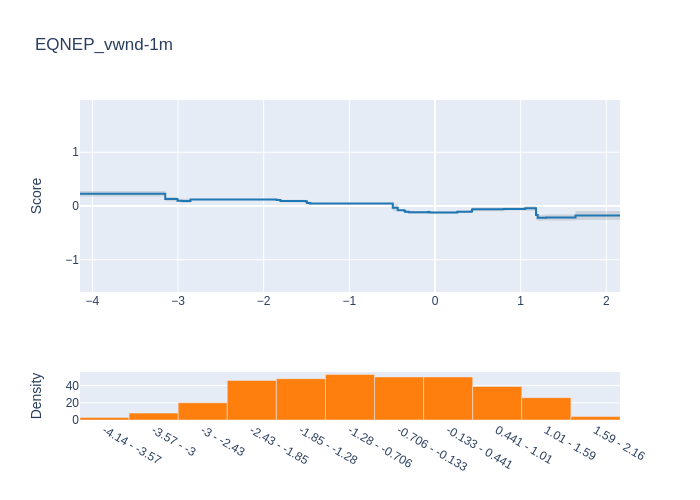 EQNEP_vwnd-1m
Score
1
0
−1
−4
−3
−2
−1
0
1
2
Density
40
20
0
-4.14 - -3.57
-3.57 - -3
-3 - -2.43
-2.43 - -1.85
-1.85 - -1.28
-1.28 - -0.706
-0.706 - -0.133
-0.133 - 0.441
0.441 - 1.01
1.01 - 1.59
1.59 - 2.16